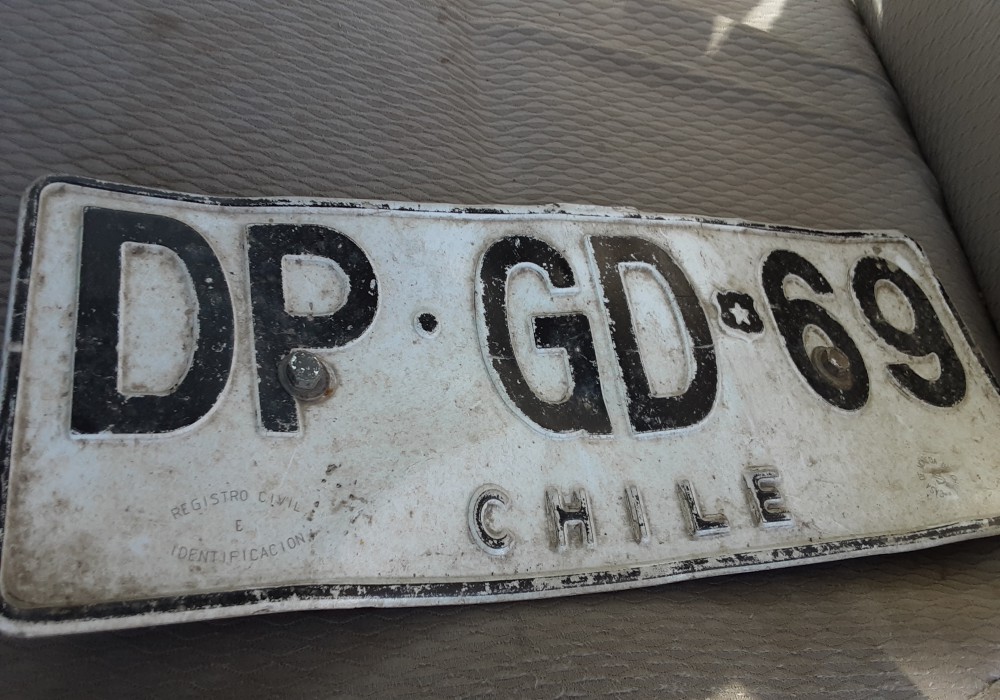 DP·GD★69
CHILE
REGISTRO CIVIL
E
IDENTIFICACION